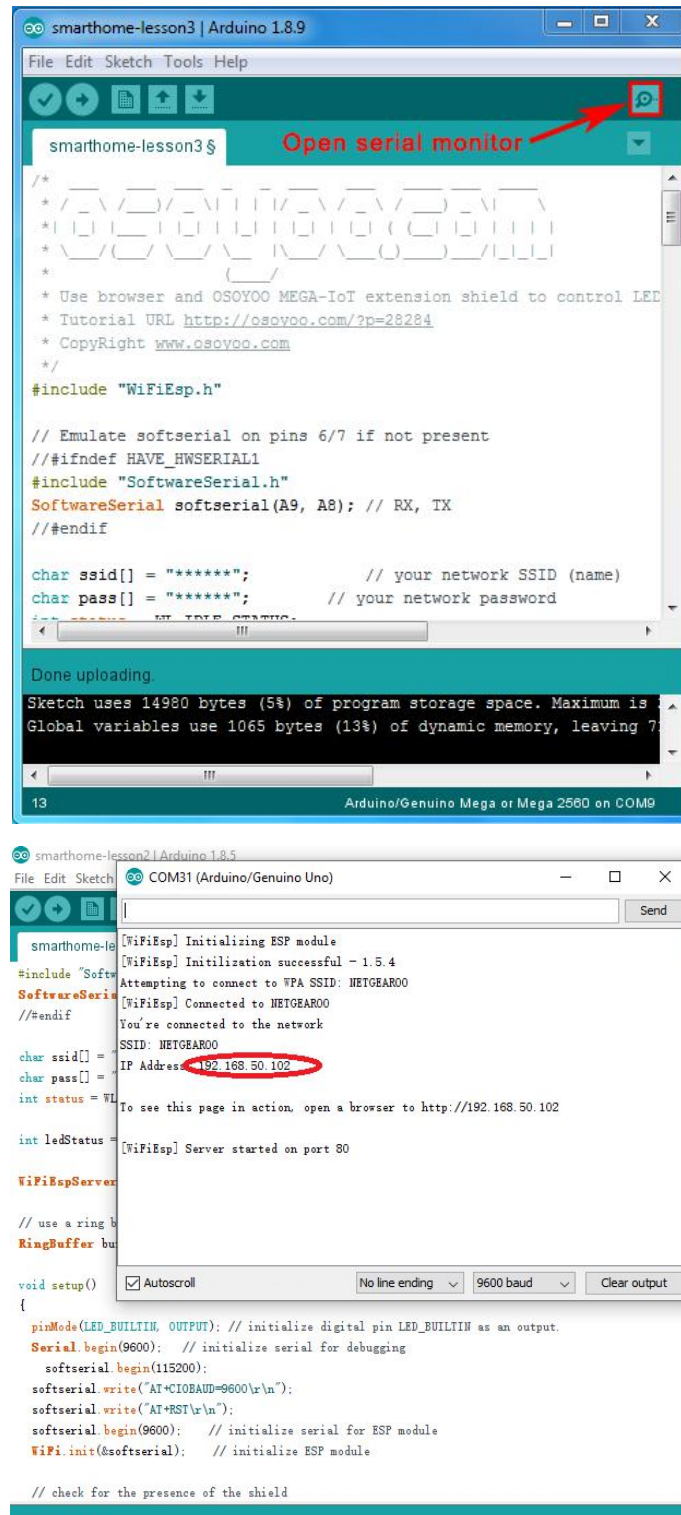 smarthome-lesson3 | Arduino 1.8.9
File Edit Sketch Tools Help
Open serial monitor
smarthome-lesson3 §
/*
* Use browser and OSOYOO MEGA-IoT extension shield to control LED
* Tutorial URL http://osoyoo.com/?p=28284
* CopyRight www.osoyoo.com
*/
#include "WiFiEsp.h"
// Emulate softserial on pins 6/7 if not present
//#ifndef HAVE_HWSERIAL1
#include "SoftwareSerial.h"
SoftwareSerial softserial(A9, A8); // RX, TX
//#endif
char ssid[] = "******"; // your network SSID (name)
char pass[] = "******"; // your network password
Done uploading.
Sketch uses 14980 bytes (5%) of program storage space. Maximum is
Global variables use 1065 bytes (13%) of dynamic memory, leaving 7
13 Arduino/Genuino Mega or Mega 2560 on COM9
smarthome-lesson2 | Arduino 1.8.5
File Edit Sketch
COM31 (Arduino/Genuino Uno)
Send
smarthome-le
[WiFiEsp] Initializing ESP module
[WiFiEsp] Initilization successful - 1.5.4
Attempting to connect to WPA SSID: NETGEAR00
[WiFiEsp] Connected to NETGEAR00
You're connected to the network
SSID: NETGEAR00
IP Address: 192.168.50.102
To see this page in action, open a browser to http://192.168.50.102
[WiFiEsp] Server started on port 80
Autoscroll No line ending 9600 baud Clear output
#include "Softw
SoftwareSeria
//#endif
char ssid[] = "
char pass[] = "
int status = WL
int ledStatus =
WiFiEspServer
// use a ring b
RingBuffer bu
void setup()
{
pinMode(LED_BUILTIN, OUTPUT); // initialize digital pin LED_BUILTIN as an output.
Serial.begin(9600); // initialize serial for debugging
softserial.begin(115200);
softserial.write("AT+CIOBAUD=9600\r\n");
softserial.write("AT+RST\r\n");
softserial.begin(9600); // initialize serial for ESP module
WiFi.init(&softserial); // initialize ESP module
// check for the presence of the shield